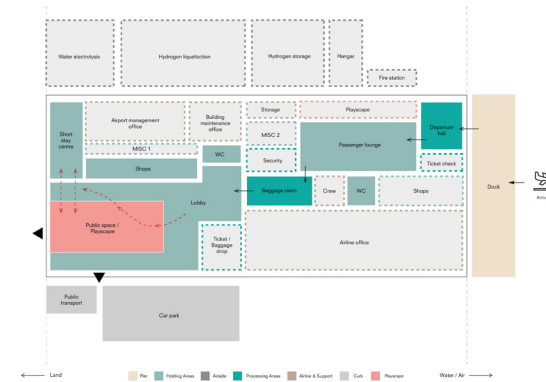 Water electrolysis
Hydrogen liquefaction
Hydrogen storage
Hangar
Fire station
Short
stay
centre
Airport management
office
Building
maintenance
office
Storage
Playscape
Departure
hall
MISC 1
MISC 2
Passenger lounge
WC
Shops
Security
Ticket check
Baggage claim
Crew
WC
Shops
Dock
Lobby
Public space /
Playscape
Ticket /
Baggage
drop
Airline office
Public
transport
Car park
Land
Pier
Holding Areas
Airside
Processing Areas
Airline & Support
Curb
Playscape
Water / Air